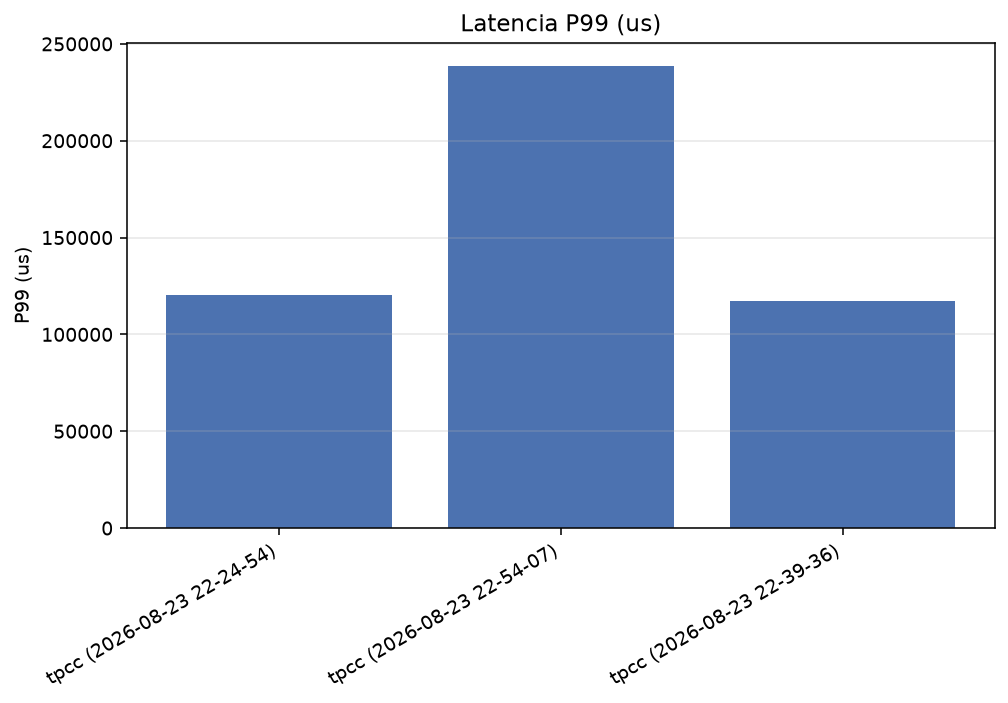 Latencia P99 (us)
P99 (us)
250000
200000
150000
100000
50000
0
tpcc (2026-08-23 22-24-54)
tpcc (2026-08-23 22-54-07)
tpcc (2026-08-23 22-39-36)